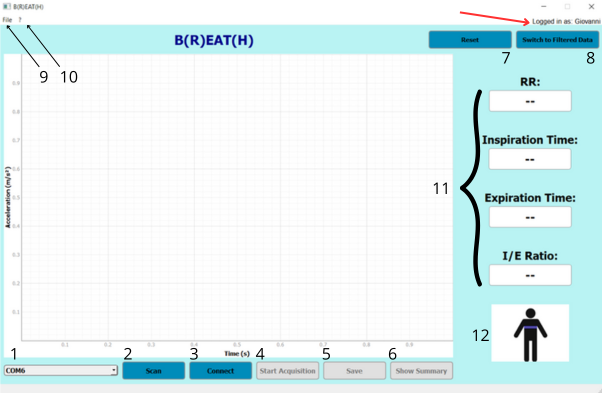 B(R)EAT(H)
File ?
Logged in as: Giovanni
B(R)EAT(H)
Reset
Switch to Filtered Data
9 10
7
8
RR:
--
Inspiration Time:
--
11
Expiration Time:
--
I/E Ratio:
--
12
Acceleration (m/s²)
0.9
0.8
0.7
0.6
0.5
0.4
0.3
0.2
0.1
0.1 0.2 0.3 0.4 0.5 0.6 0.7 0.8 0.9
Time (s)
1 2 3 4 5 6
COM6
Scan
Connect
Start Acquisition
Save
Show Summary